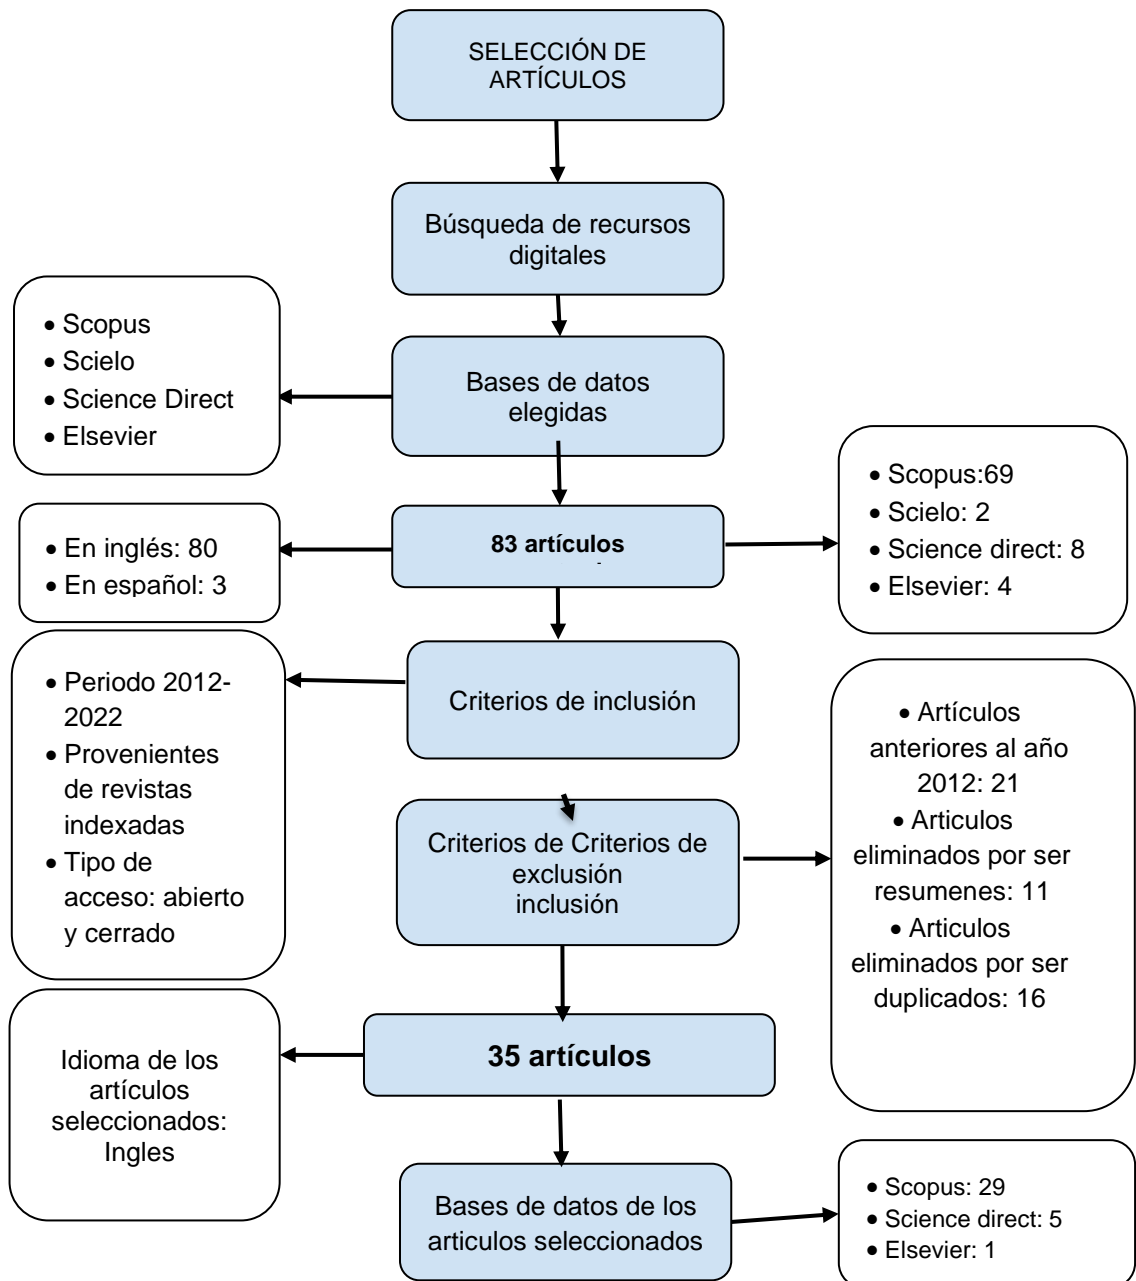 SELECCIÓN DE
ARTÍCULOS
Búsqueda de recursos
digitales
• Scopus
• Scielo
• Science Direct
• Elsevier
Bases de datos
elegidas
• En inglés: 80
• En español: 3
83 artículos
• Scopus:69
• Scielo: 2
• Science direct: 8
• Elsevier: 4
• Periodo 2012-
2022
• Provenientes
de revistas
indexadas
• Tipo de
acceso: abierto
y cerrado
Criterios de inclusión
Criterios de Criterios de
exclusión
inclusión
• Artículos
anteriores al año
2012: 21
• Articulos
eliminados por ser
resumenes: 11
• Articulos
eliminados por ser
duplicados: 16
Idioma de los
artículos
seleccionados:
Ingles
35 artículos
Bases de datos de los
articulos seleccionados
• Scopus: 29
• Science direct: 5
• Elsevier: 1